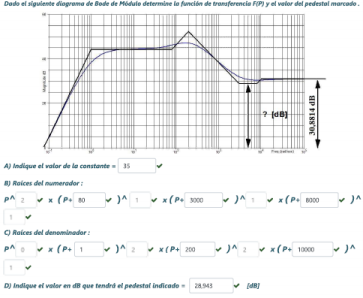 Dado el siguiente diagrama de Bode de Módulo determine la función de transferencia F(P) y el valor del pedestal marcado .
? [dB]
30,8814 dB
A) Indique el valor de la constante = 35
B) Raíces del numerador :
P^ 2 x ( P+ 80 )^ 1 x ( P+ 5000 )^ 1 x ( P+ 8000 )^
1
C) Raíces del denominador :
P^ 0 x ( P+ 1 )^ 2 x ( P+ 200 )^ 2 x ( P+ 10000 )^
1
D) Indique el valor en dB que tendrá el pedestal indicado = 28,943 [dB]